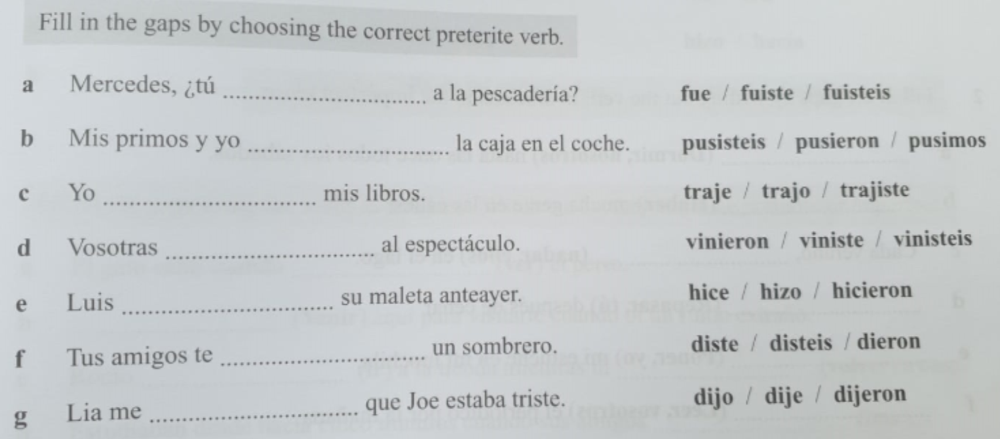 Fill in the gaps by choosing the correct preterite verb.
a Mercedes, ¿tú .................................... a la pescadería? fue / fuiste / fuisteis
b Mis primos y yo .................................... la caja en el coche. pusisteis / pusieron / pusimos
c Yo .................................... mis libros. traje / trajo / trajiste
d Vosotras .................................... al espectáculo. vinieron / viniste / vinisteis
e Luis .................................... su maleta anteayer. hice / hizo / hicieron
f Tus amigos te .................................... un sombrero. diste / disteis / dieron
g Lia me .................................... que Joe estaba triste. dijo / dije / dijeron